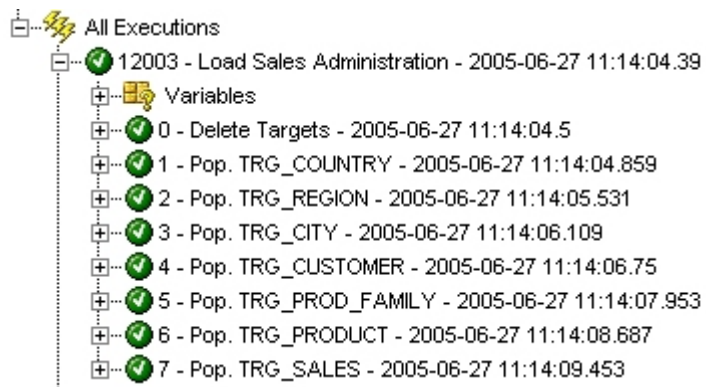 All Executions
12003 - Load Sales Administration - 2005-06-27 11:14:04.39
Variables
0 - Delete Targets - 2005-06-27 11:14:04.5
1 - Pop. TRG_COUNTRY - 2005-06-27 11:14:04.859
2 - Pop. TRG_REGION - 2005-06-27 11:14:05.531
3 - Pop. TRG_CITY - 2005-06-27 11:14:06.109
4 - Pop. TRG_CUSTOMER - 2005-06-27 11:14:06.75
5 - Pop. TRG_PROD_FAMILY - 2005-06-27 11:14:07.953
6 - Pop. TRG_PRODUCT - 2005-06-27 11:14:08.687
7 - Pop. TRG_SALES - 2005-06-27 11:14:09.453